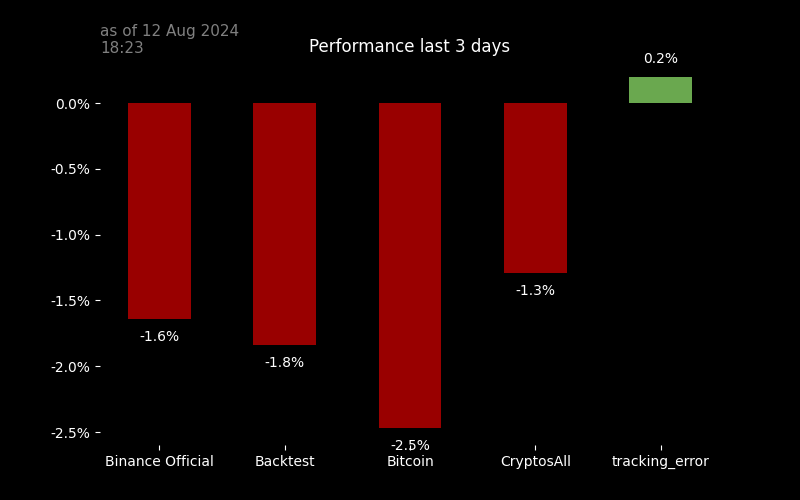 as of 12 Aug 2024
18:23
Performance last 3 days
0.2%
0.0%
-0.5%
-1.0%
-1.5%
-2.0%
-2.5%
-1.6%
-1.8%
-2.5%
-1.3%
Binance Official
Backtest
Bitcoin
CryptosAll
tracking_error